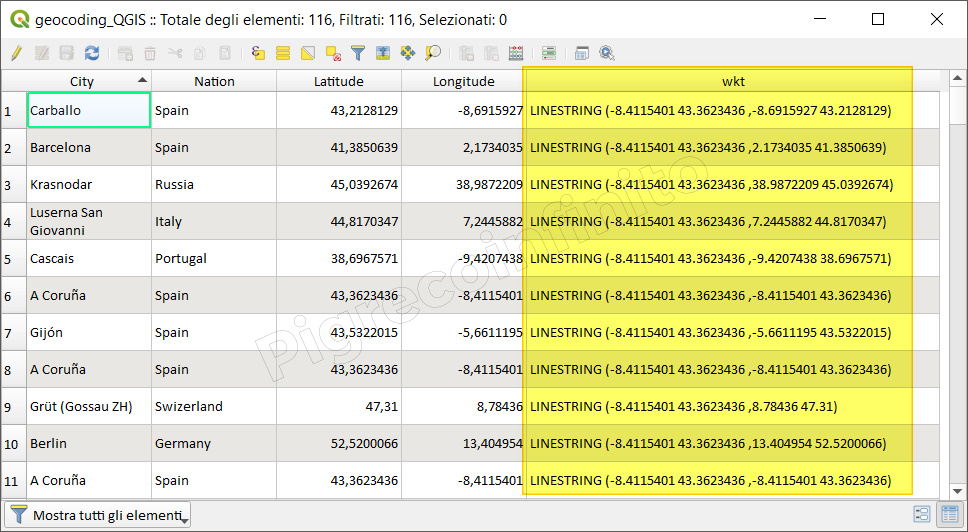 geocoding_QGIS :: Totale degli elementi: 116, Filtrati: 116, Selezionati: 0
City Nation Latitude Longitude wkt
1 Carballo Spain 43,2128129 -8,6915927 LINESTRING (-8.4115401 43.3623436 ,-8.6915927 43.2128129)
2 Barcelona Spain 41,3850639 2,1734035 LINESTRING (-8.4115401 43.3623436 ,2.1734035 41.3850639)
3 Krasnodar Russia 45,0392674 38,9872209 LINESTRING (-8.4115401 43.3623436 ,38.9872209 45.0392674)
4 Luserna San Giovanni Italy 44,8170347 7,2445882 LINESTRING (-8.4115401 43.3623436 ,7.2445882 44.8170347)
5 Cascais Portugal 38,6967571 -9,4207438 LINESTRING (-8.4115401 43.3623436 ,-9.4207438 38.6967571)
6 A Coruña Spain 43,3623436 -8,4115401 LINESTRING (-8.4115401 43.3623436 ,-8.4115401 43.3623436)
7 Gijón Spain 43,5322015 -5,6611195 LINESTRING (-8.4115401 43.3623436 ,-5.6611195 43.5322015)
8 A Coruña Spain 43,3623436 -8,4115401 LINESTRING (-8.4115401 43.3623436 ,-8.4115401 43.3623436)
9 Grüt (Gossau ZH) Swizerland 47,31 8,78436 LINESTRING (-8.4115401 43.3623436 ,8.78436 47.31)
10 Berlin Germany 52,5200066 13,404954 LINESTRING (-8.4115401 43.3623436 ,13.404954 52.5200066)
11 A Coruña Spain 43,3623436 -8,4115401 LINESTRING (-8.4115401 43.3623436 ,-8.4115401 43.3623436)
Pigrecoinfinito
Mostra tutti gli elementi